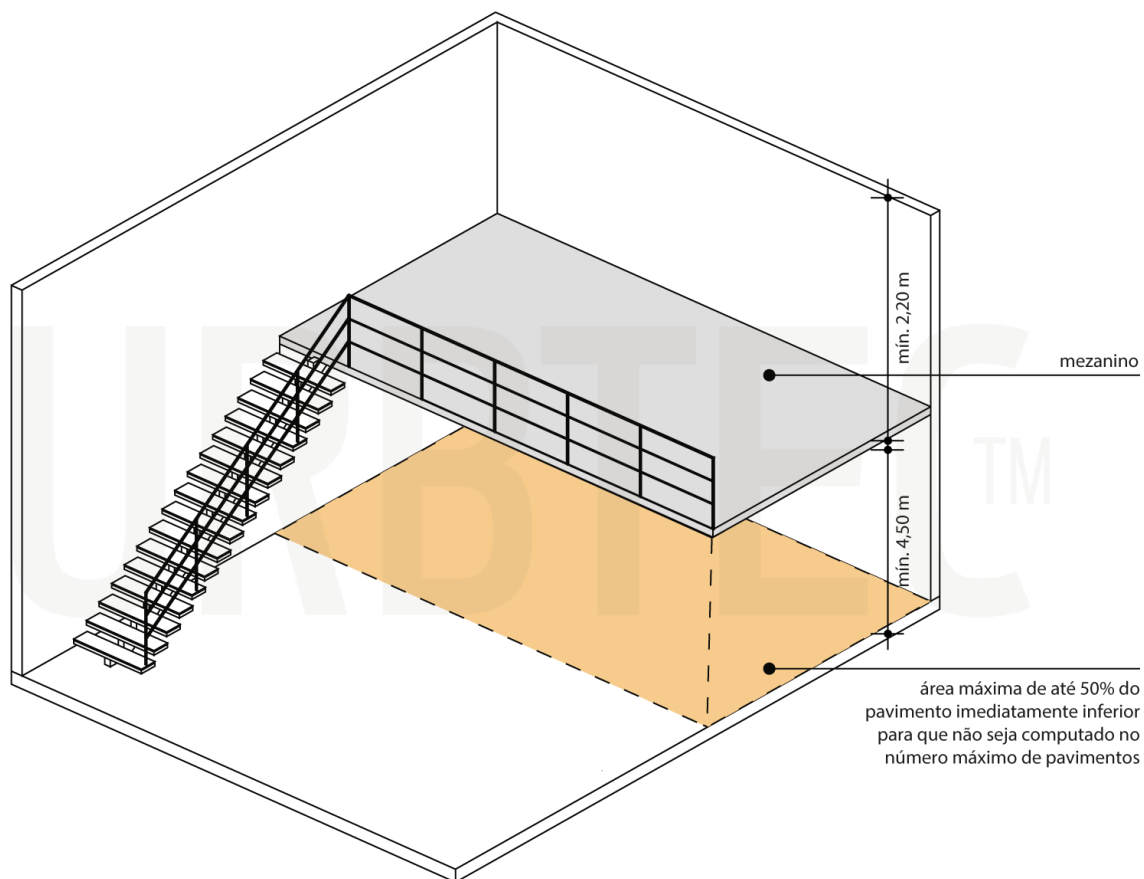 mín. 2,20 m
mezanino
URBTEC™
mín. 4,50 m
área máxima de até 50% do
pavimento imediatamente inferior
para que não seja computado no
número máximo de pavimentos